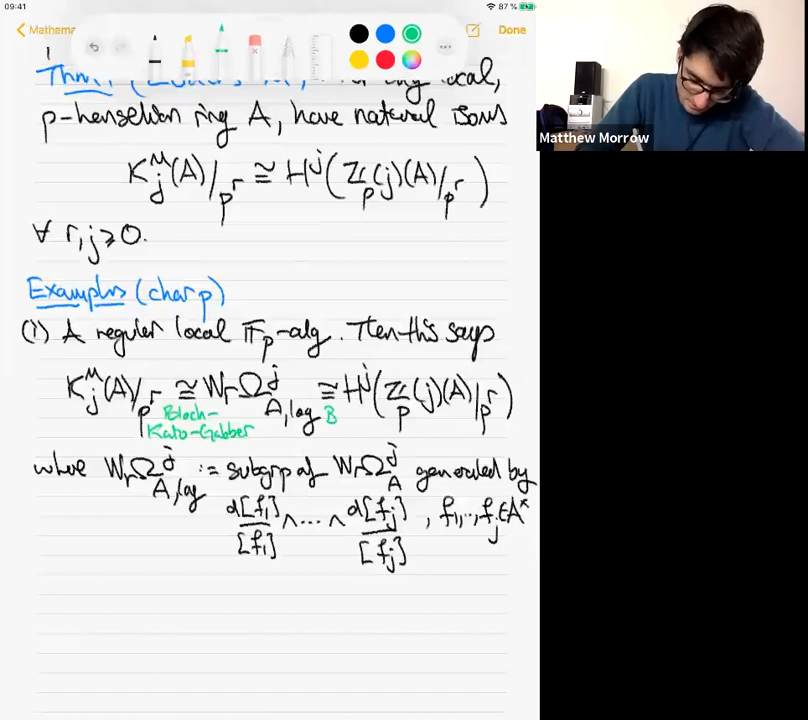 09:41
87%
Mathema
Done
Thm
local,
p-henselian ring A, have natural isoms
K^M_j(A)/p^r ≅ H^j(ℤ_p(j)(A)/p^r)
∀ r,j≥0.
Examples (char p)
(i) A regular local 𝔽_p-alg. Then this says
K^M_j(A)/p^r ≅ W_rΩ^j_{A,log} ≅ H^j(ℤ_p(j)(A)/p^r)
Bloch-
Kato-Gabber
B
where W_rΩ^j_{A,log} := subgrp of W_rΩ^j_A generated by
d[f_1]/[f_1] ∧ ... ∧ d[f_j]/[f_j], f_1,..,f_j ∈ A^×
Matthew Morrow